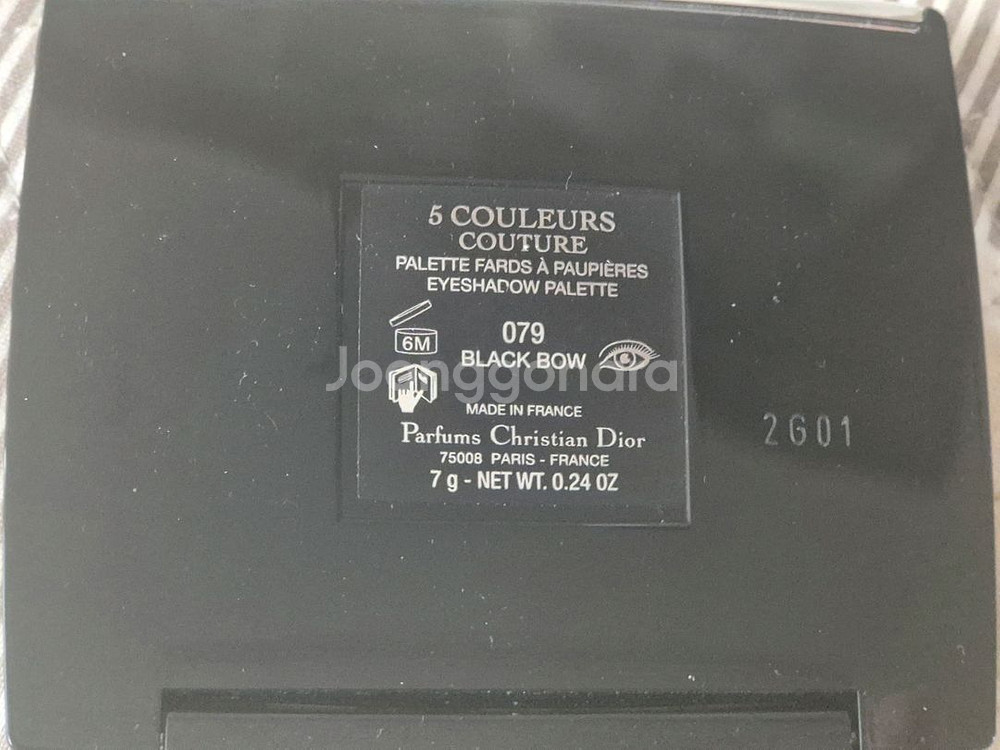 5 COULEURS
COUTURE
PALETTE FARDS À PAUPIÈRES
EYESHADOW PALETTE
6M
079
BLACK BOW
Joonggonara
MADE IN FRANCE
Parfums Christian Dior
75008 PARIS - FRANCE
7 g - NET WT. 0.24 OZ
2G01